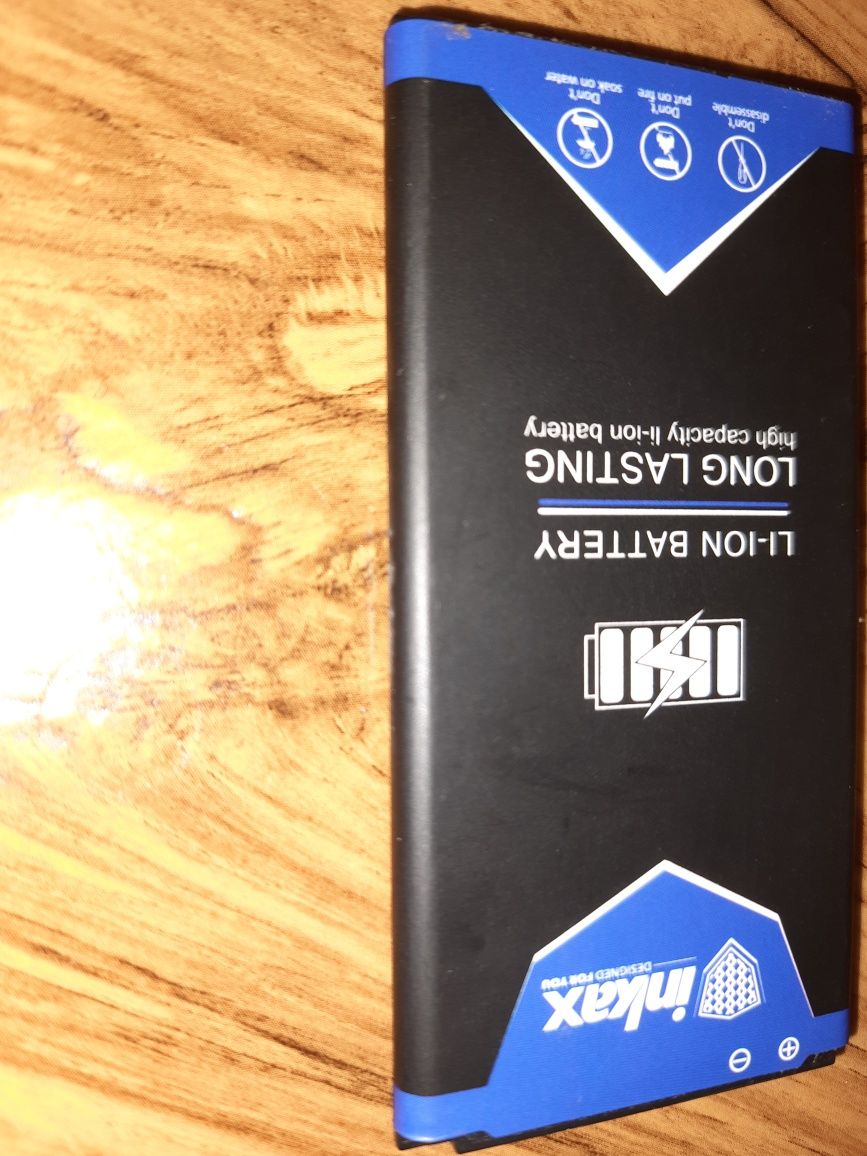 + -
inkax
DESIGNED FOR YOU
LI-ION BATTERY
LONG LASTING
high capacity li-ion battery
Don't
disassemble
Don't
put on fire
Don't
soak on water